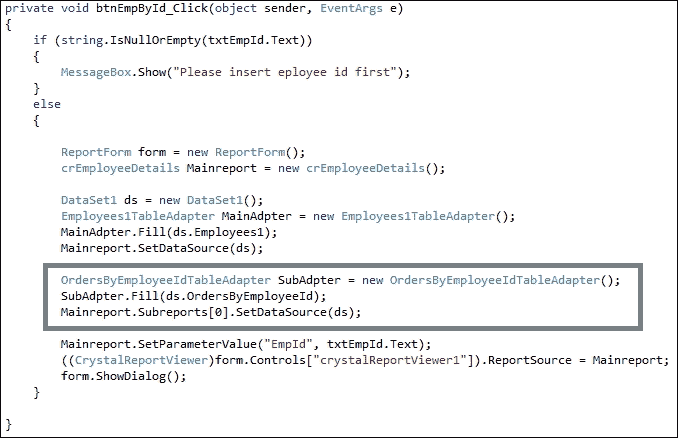 private void btnEmpById_Click(object sender, EventArgs e)
{
if (string.IsNullOrEmpty(txtEmpId.Text))
{
MessageBox.Show("Please insert eployee id first");
}
else
{
ReportForm form = new ReportForm();
crEmployeeDetails Mainreport = new crEmployeeDetails();
DataSet1 ds = new DataSet1();
Employees1TableAdapter MainAdpter = new Employees1TableAdapter();
MainAdpter.Fill(ds.Employees1);
Mainreport.SetDataSource(ds);
OrdersByEmployeeIdTableAdapter SubAdpter = new OrdersByEmployeeIdTableAdapter();
SubAdpter.Fill(ds.OrdersByEmployeeId);
Mainreport.Subreports[0].SetDataSource(ds);
Mainreport.SetParameterValue("EmpId", txtEmpId.Text);
((CrystalReportViewer)form.Controls["crystalReportViewer1"]).ReportSource = Mainreport;
form.ShowDialog();
}
}